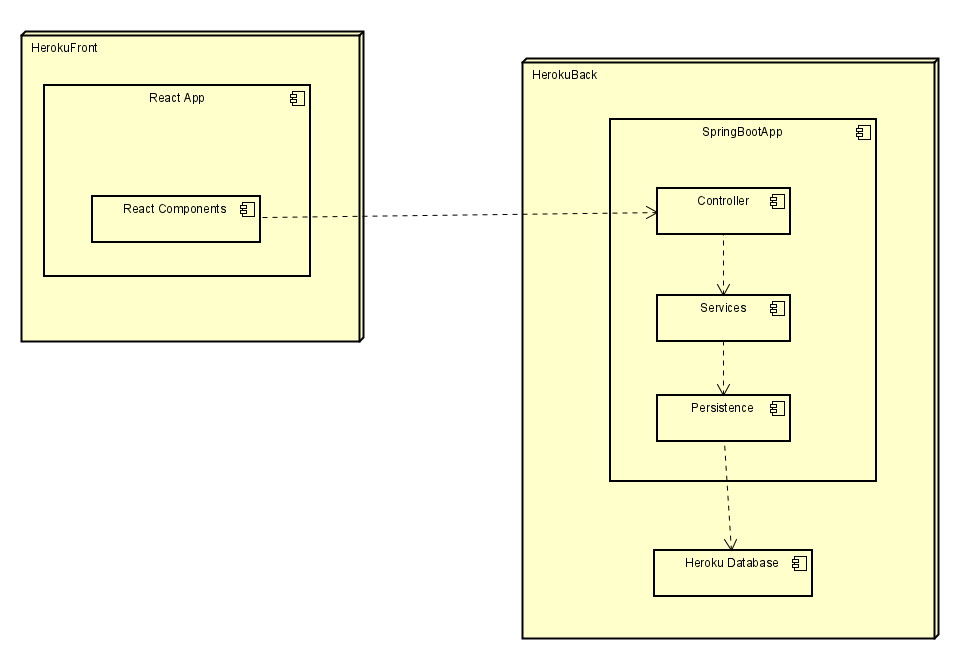 HerokuFront
React App
React Components
HerokuBack
SpringBootApp
Controller
Services
Persistence
Heroku Database